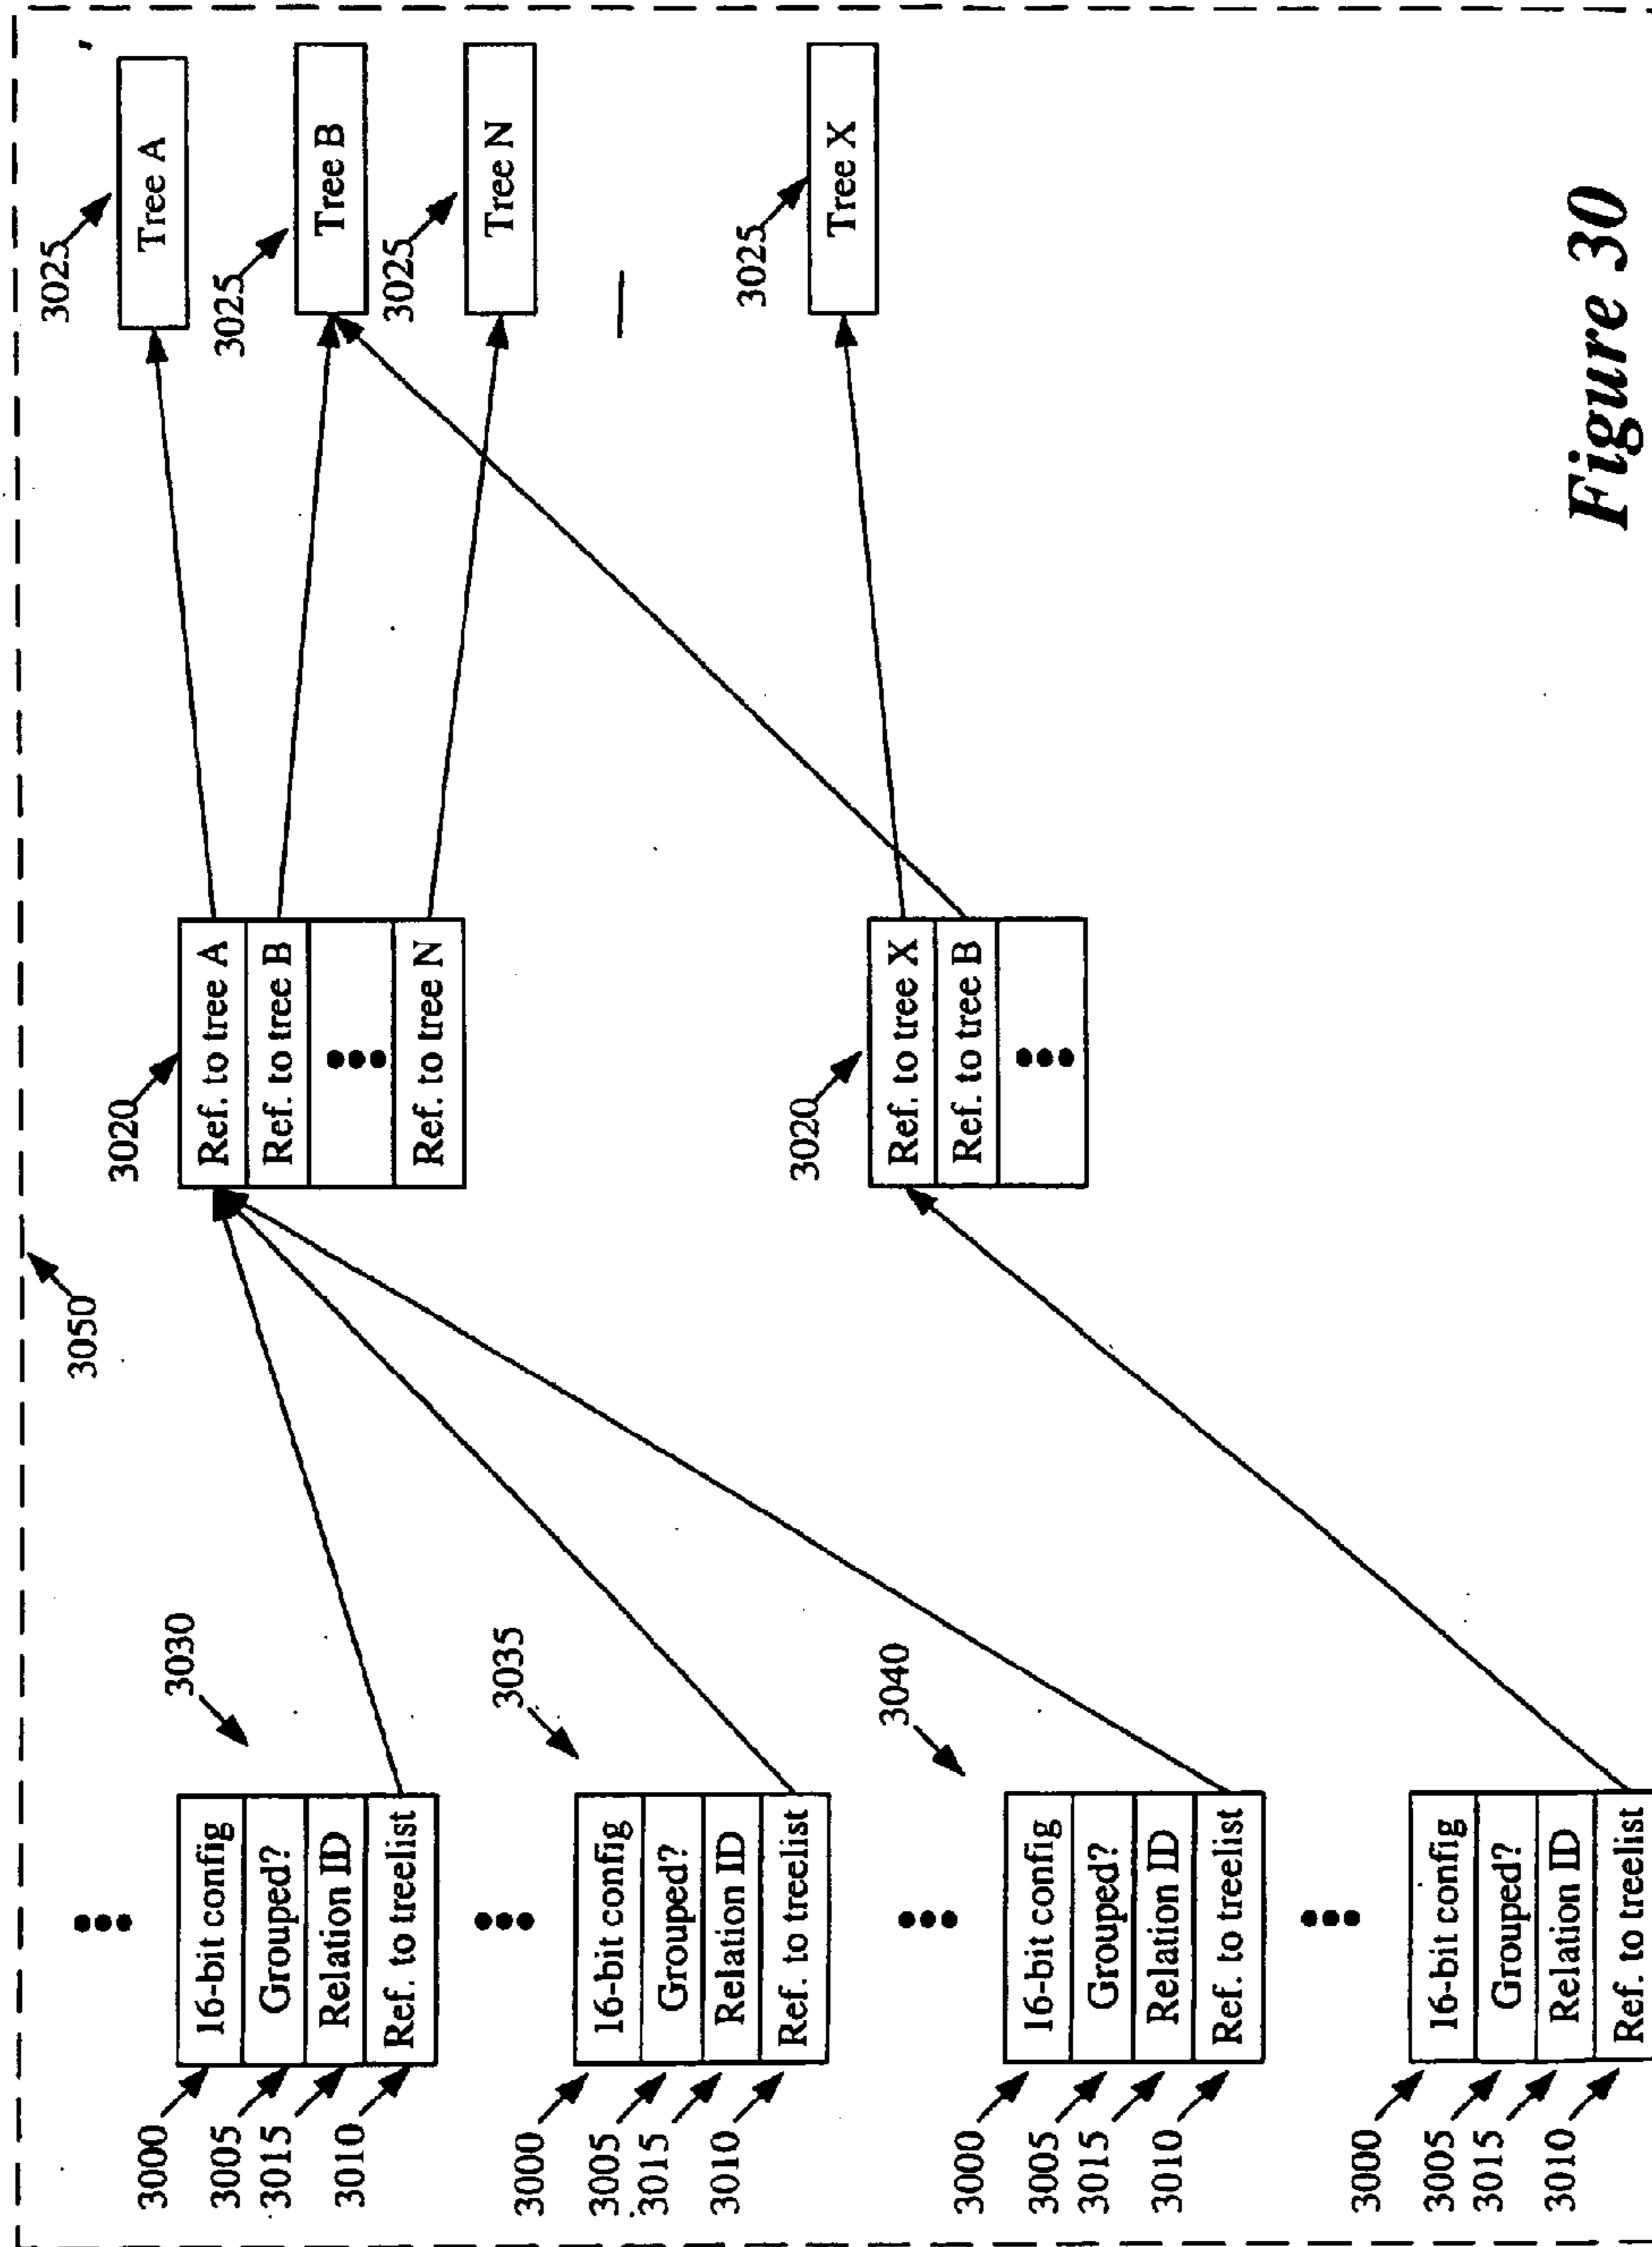 3050
3000
3005
3015
3010
16-bit config
Grouped?
Relation ID
Ref. to treelist
3030
3020
Ref. to tree A
Ref. to tree B
Ref. to tree N
3025
Tree A
3025
Tree B
3025
Tree N
3000
3005
3015
3010
16-bit config
Grouped?
Relation ID
Ref. to treelist
3035
3000
3005
3015
3010
16-bit config
Grouped?
Relation ID
Ref. to treelist
3040
3020
Ref. to tree X
Ref. to tree B
3025
Tree X
3000
3005
3015
3010
16-bit config
Grouped?
Relation ID
Ref. to treelist
Figure 30